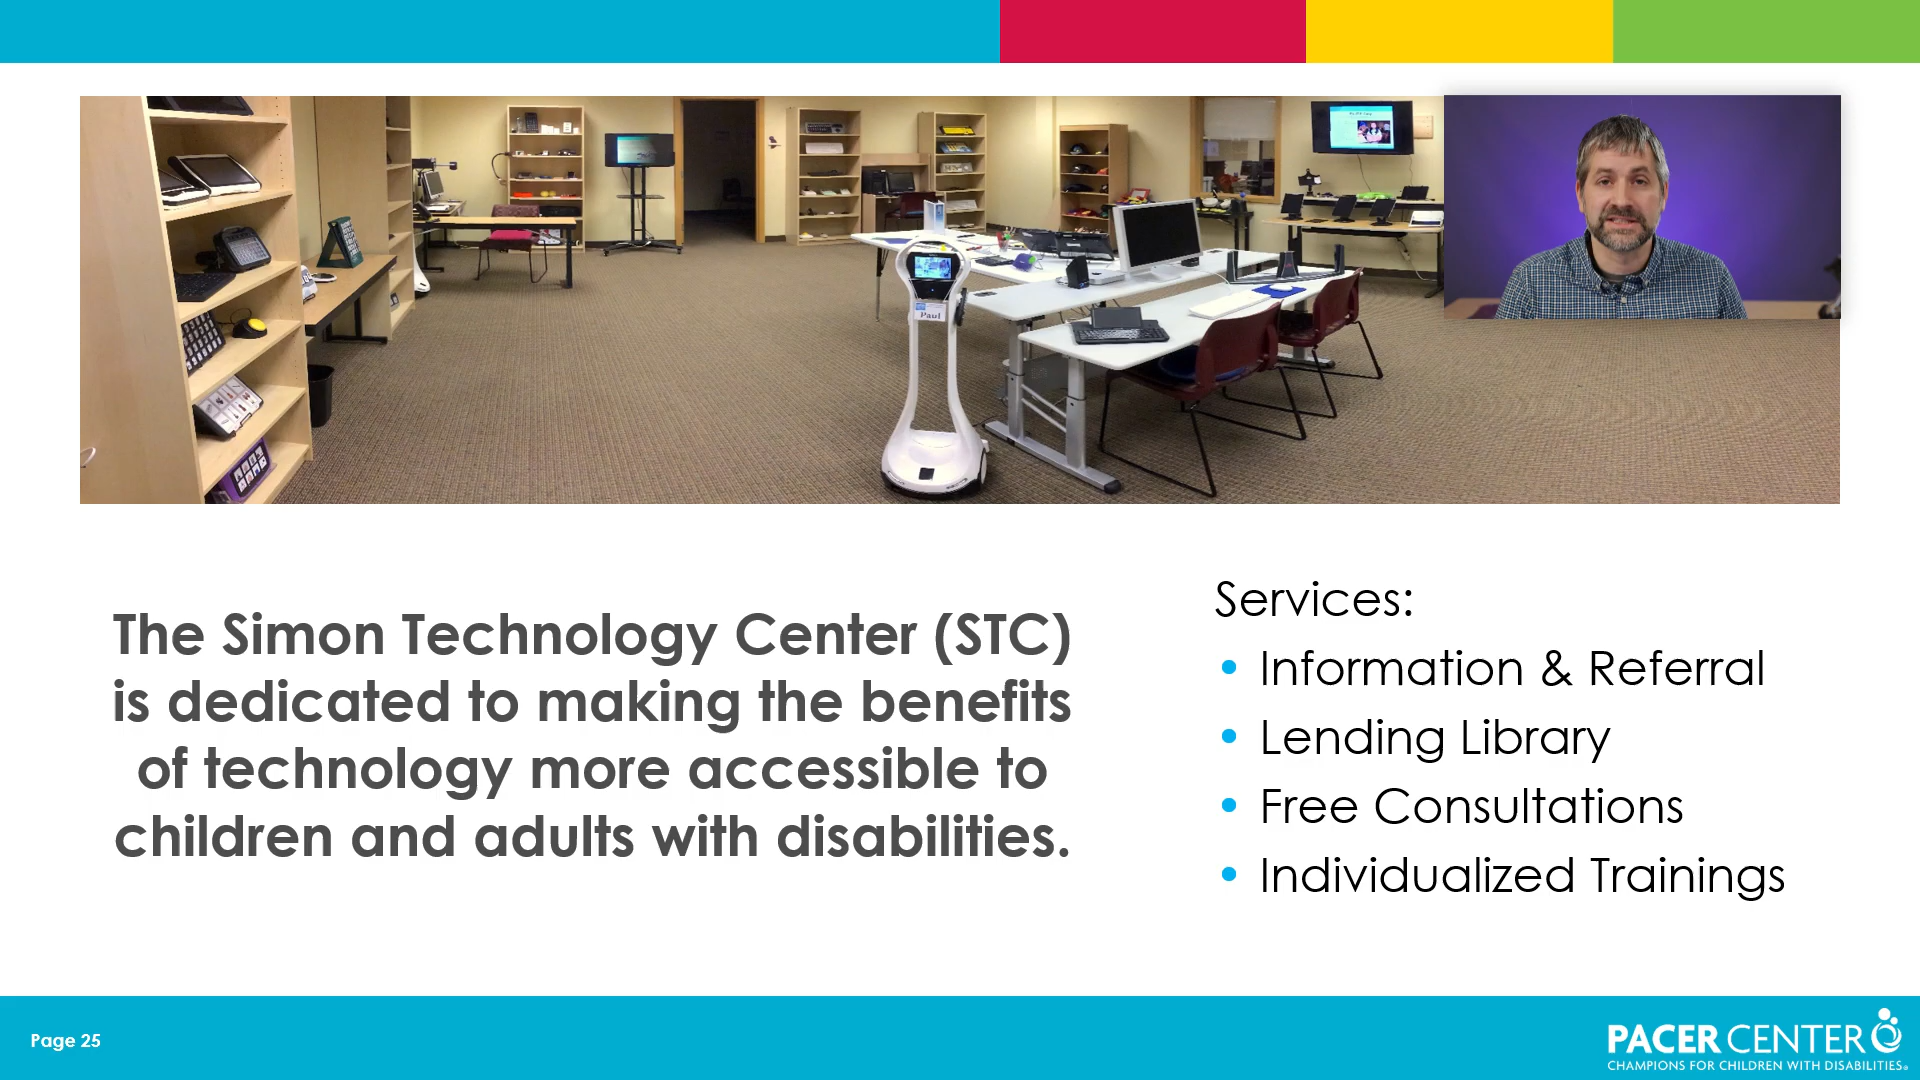 Paul
The Simon Technology Center (STC)
is dedicated to making the benefits
of technology more accessible to
children and adults with disabilities.
Services:
• Information & Referral
• Lending Library
• Free Consultations
• Individualized Trainings
Page 25
PACER CENTER
CHAMPIONS FOR CHILDREN WITH DISABILITIES